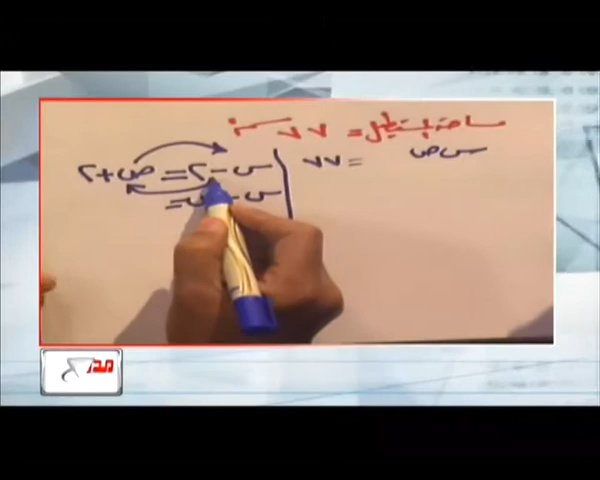 مساحة المستطيل = ٧٧ سم٢
س ص = ٧٧
س - ٢ = ص + ٢
س - ص =